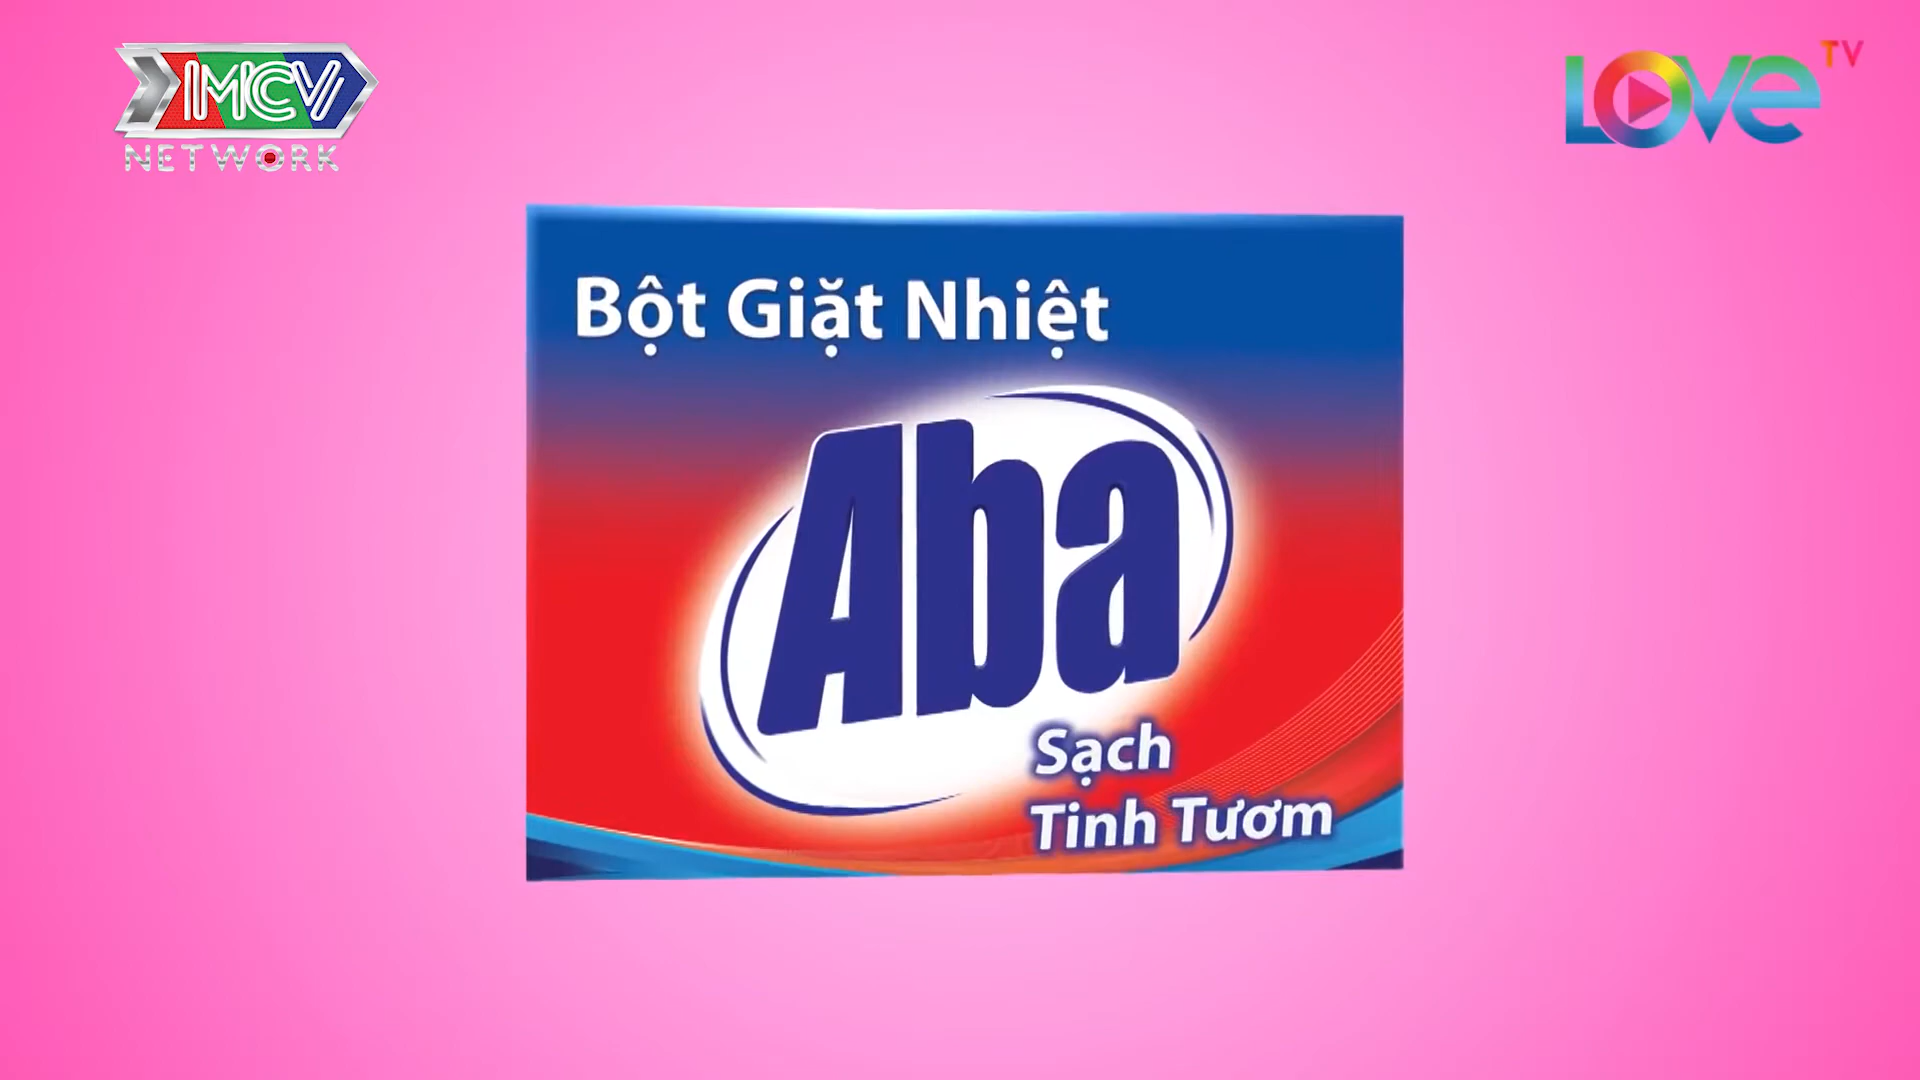 MCV
NETWORK
LOVE TV
Bột Giặt Nhiệt
Aba
Sạch
Tinh Tươm